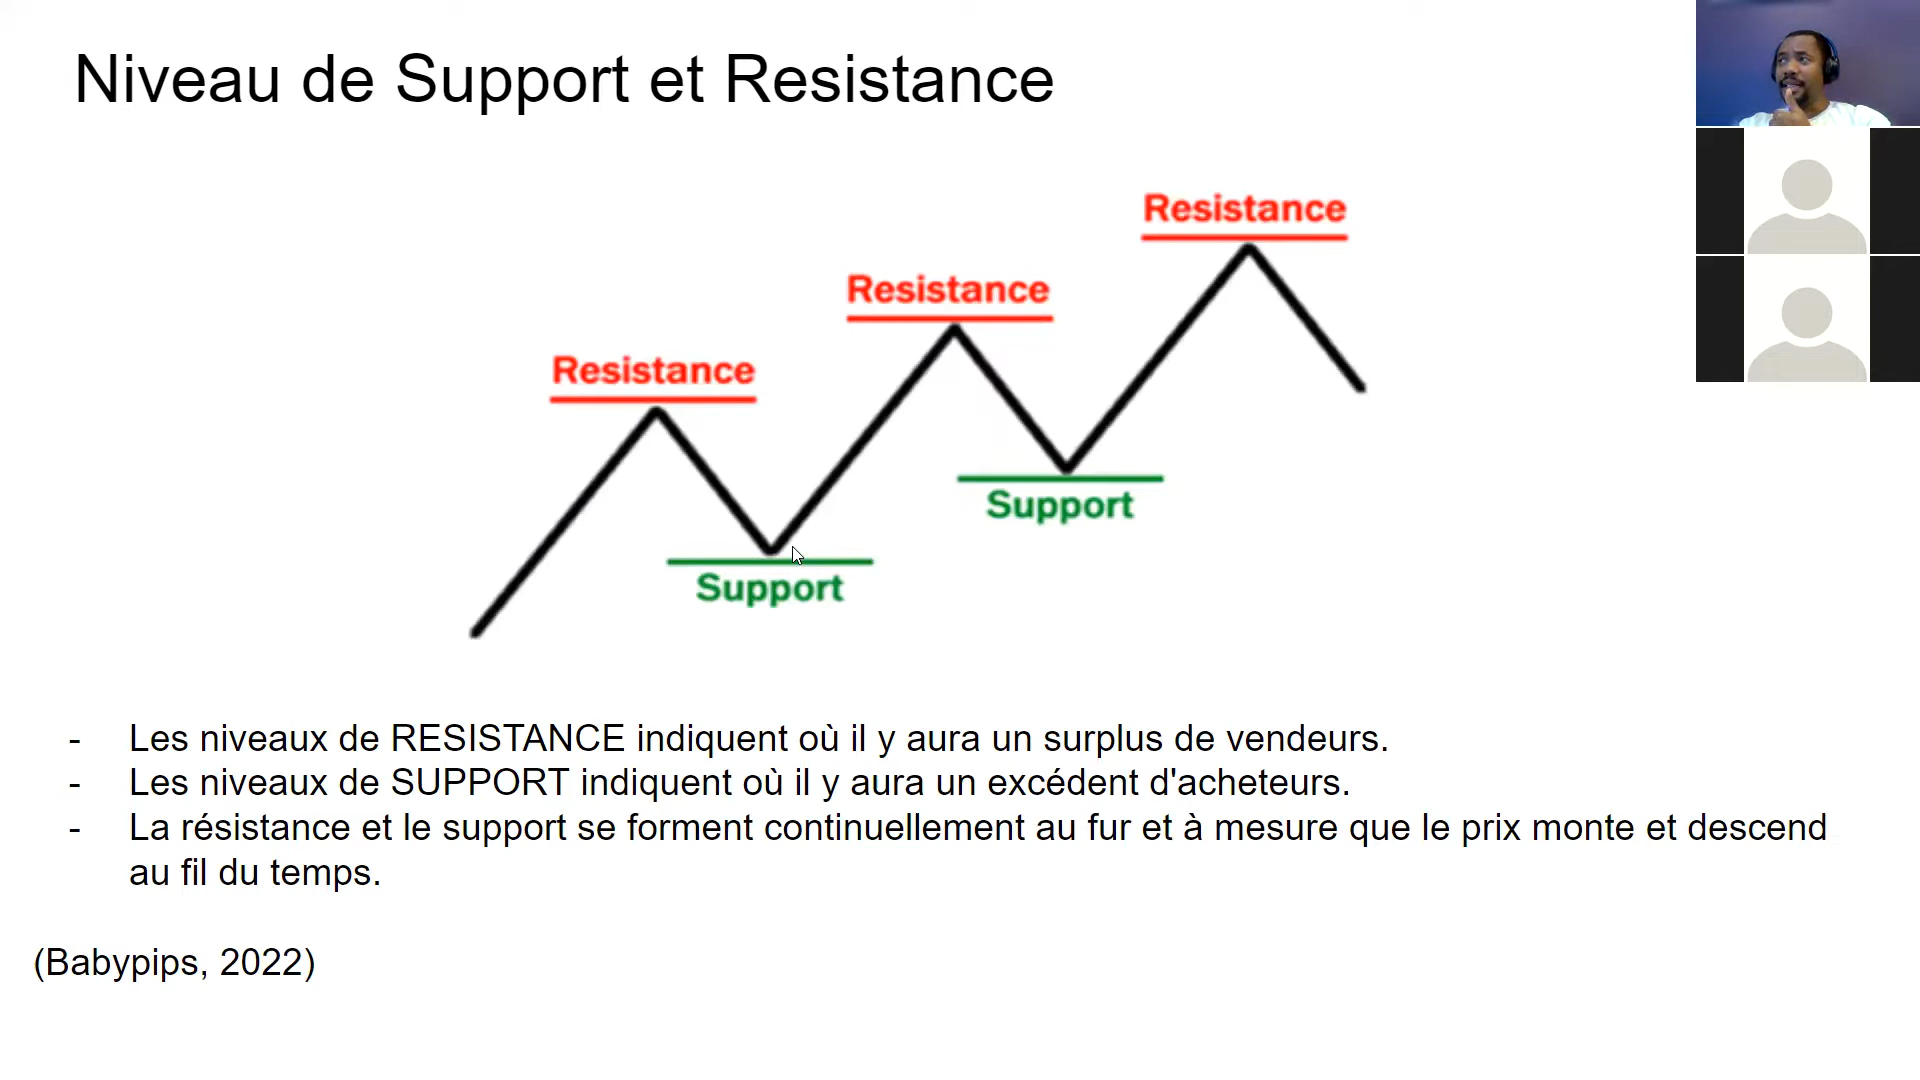 Niveau de Support et Resistance
Resistance
Resistance
Resistance
Support
Support
- Les niveaux de RESISTANCE indiquent où il y aura un surplus de vendeurs.
- Les niveaux de SUPPORT indiquent où il y aura un excédent d'acheteurs.
- La résistance et le support se forment continuellement au fur et à mesure que le prix monte et descend
au fil du temps.
(Babypips, 2022)